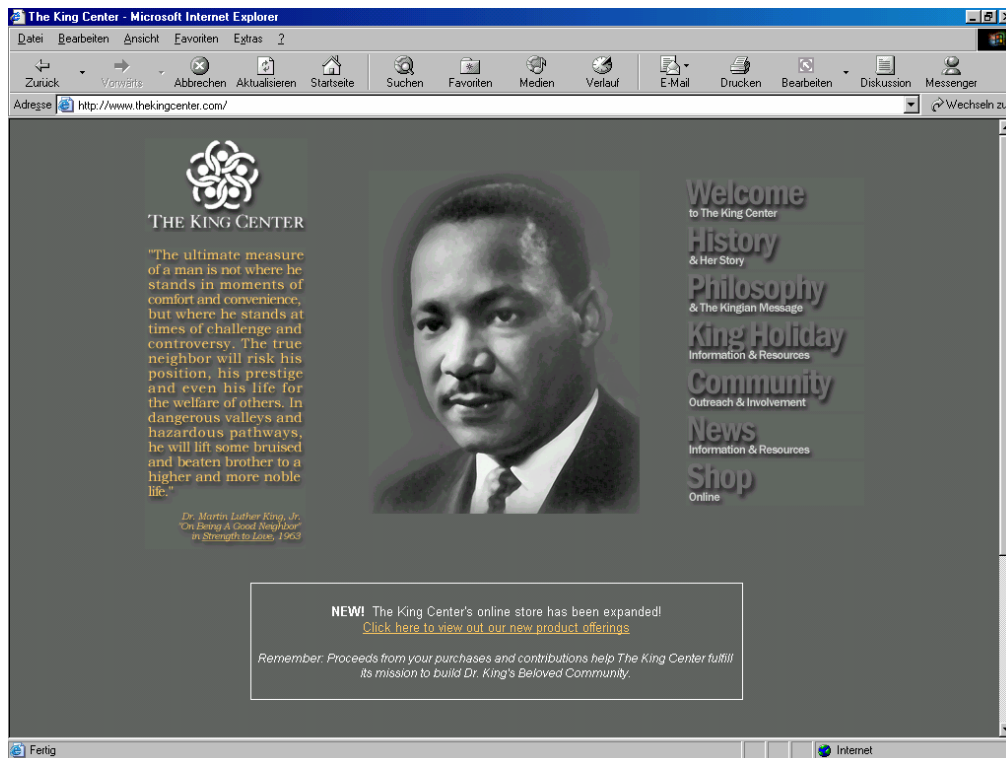 The King Center - Microsoft Internet Explorer
Datei Bearbeiten Ansicht Favoriten Extras ?
Zurück Vorwärts Abbrechen Aktualisieren Startseite Suchen Favoriten Medien Verlauf E-Mail Drucken Bearbeiten Diskussion Messenger
Adresse http://www.thekingcenter.com/ Wechseln zu
THE KING CENTER
"The ultimate measure
of a man is not where he
stands in moments of
comfort and convenience,
but where he stands at
times of challenge and
controversy. The true
neighbor will risk his
position, his prestige
and even his life for
the welfare of others. In
dangerous valleys and
hazardous pathways,
he will lift some bruised
and beaten brother to a
higher and more noble
life."
Dr. Martin Luther King, Jr.
"On Being A Good Neighbor"
in Strength to Love, 1963
Welcome
to The King Center
History
& Her Story
Philosophy
& The Kingian Message
King Holiday
Information & Resources
Community
Outreach & Involvement
News
Information & Resources
Shop
Online
NEW! The King Center's online store has been expanded!
Click here to view out our new product offerings
Remember: Proceeds from your purchases and contributions help The King Center fulfill
its mission to build Dr. King's Beloved Community.
Fertig Internet